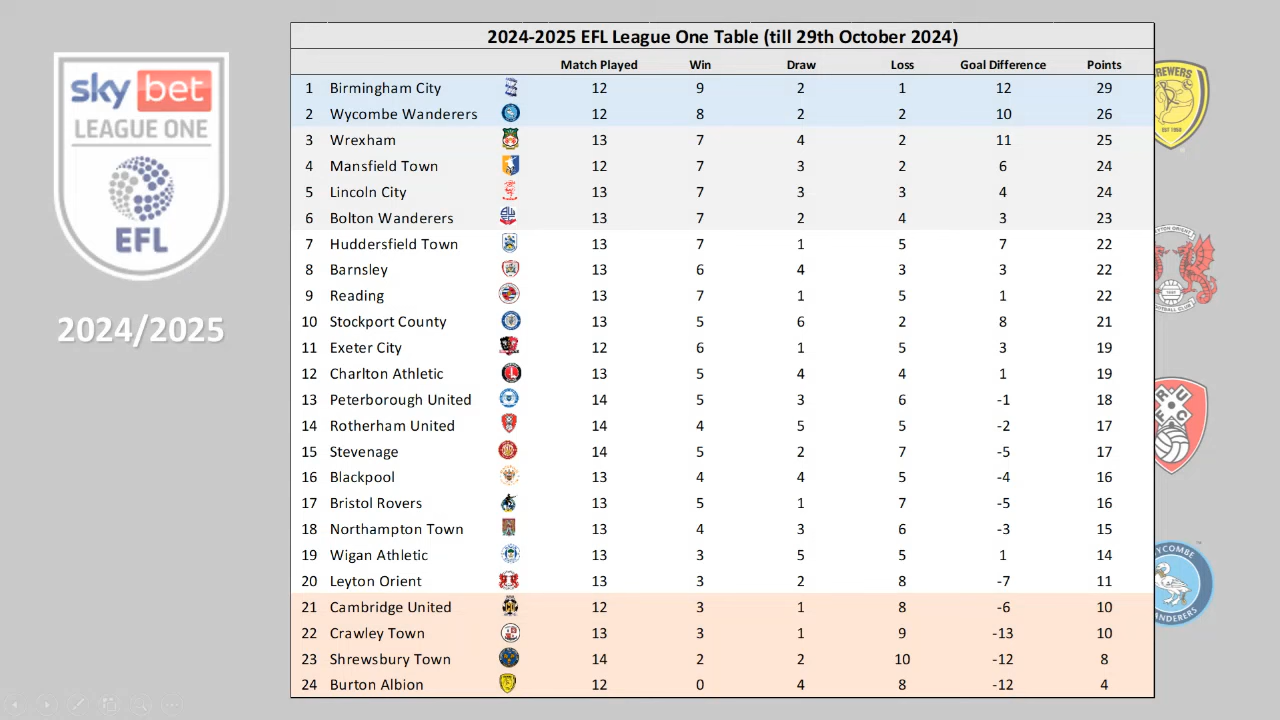 2024-2025 EFL League One Table (till 29th October 2024)
Match Played Win Draw Loss Goal Difference Points
1 Birmingham City 12 9 2 1 12 29
2 Wycombe Wanderers 12 8 2 2 10 26
3 Wrexham 13 7 4 2 11 25
4 Mansfield Town 12 7 3 2 6 24
5 Lincoln City 13 7 3 3 4 24
6 Bolton Wanderers 13 7 2 4 3 23
7 Huddersfield Town 13 7 1 5 7 22
8 Barnsley 13 6 4 3 3 22
9 Reading 13 7 1 5 1 22
10 Stockport County 13 5 6 2 8 21
11 Exeter City 12 6 1 5 3 19
12 Charlton Athletic 13 5 4 4 1 19
13 Peterborough United 14 5 3 6 -1 18
14 Rotherham United 14 4 5 5 -2 17
15 Stevenage 14 5 2 7 -5 17
16 Blackpool 13 4 4 5 -4 16
17 Bristol Rovers 13 5 1 7 -5 16
18 Northampton Town 13 4 3 6 -3 15
19 Wigan Athletic 13 3 5 5 1 14
20 Leyton Orient 13 3 2 8 -7 11
21 Cambridge United 12 3 1 8 -6 10
22 Crawley Town 13 3 1 9 -13 10
23 Shrewsbury Town 14 2 2 10 -12 8
24 Burton Albion 12 0 4 8 -12 4
sky bet
LEAGUE ONE
EFL
2024/2025